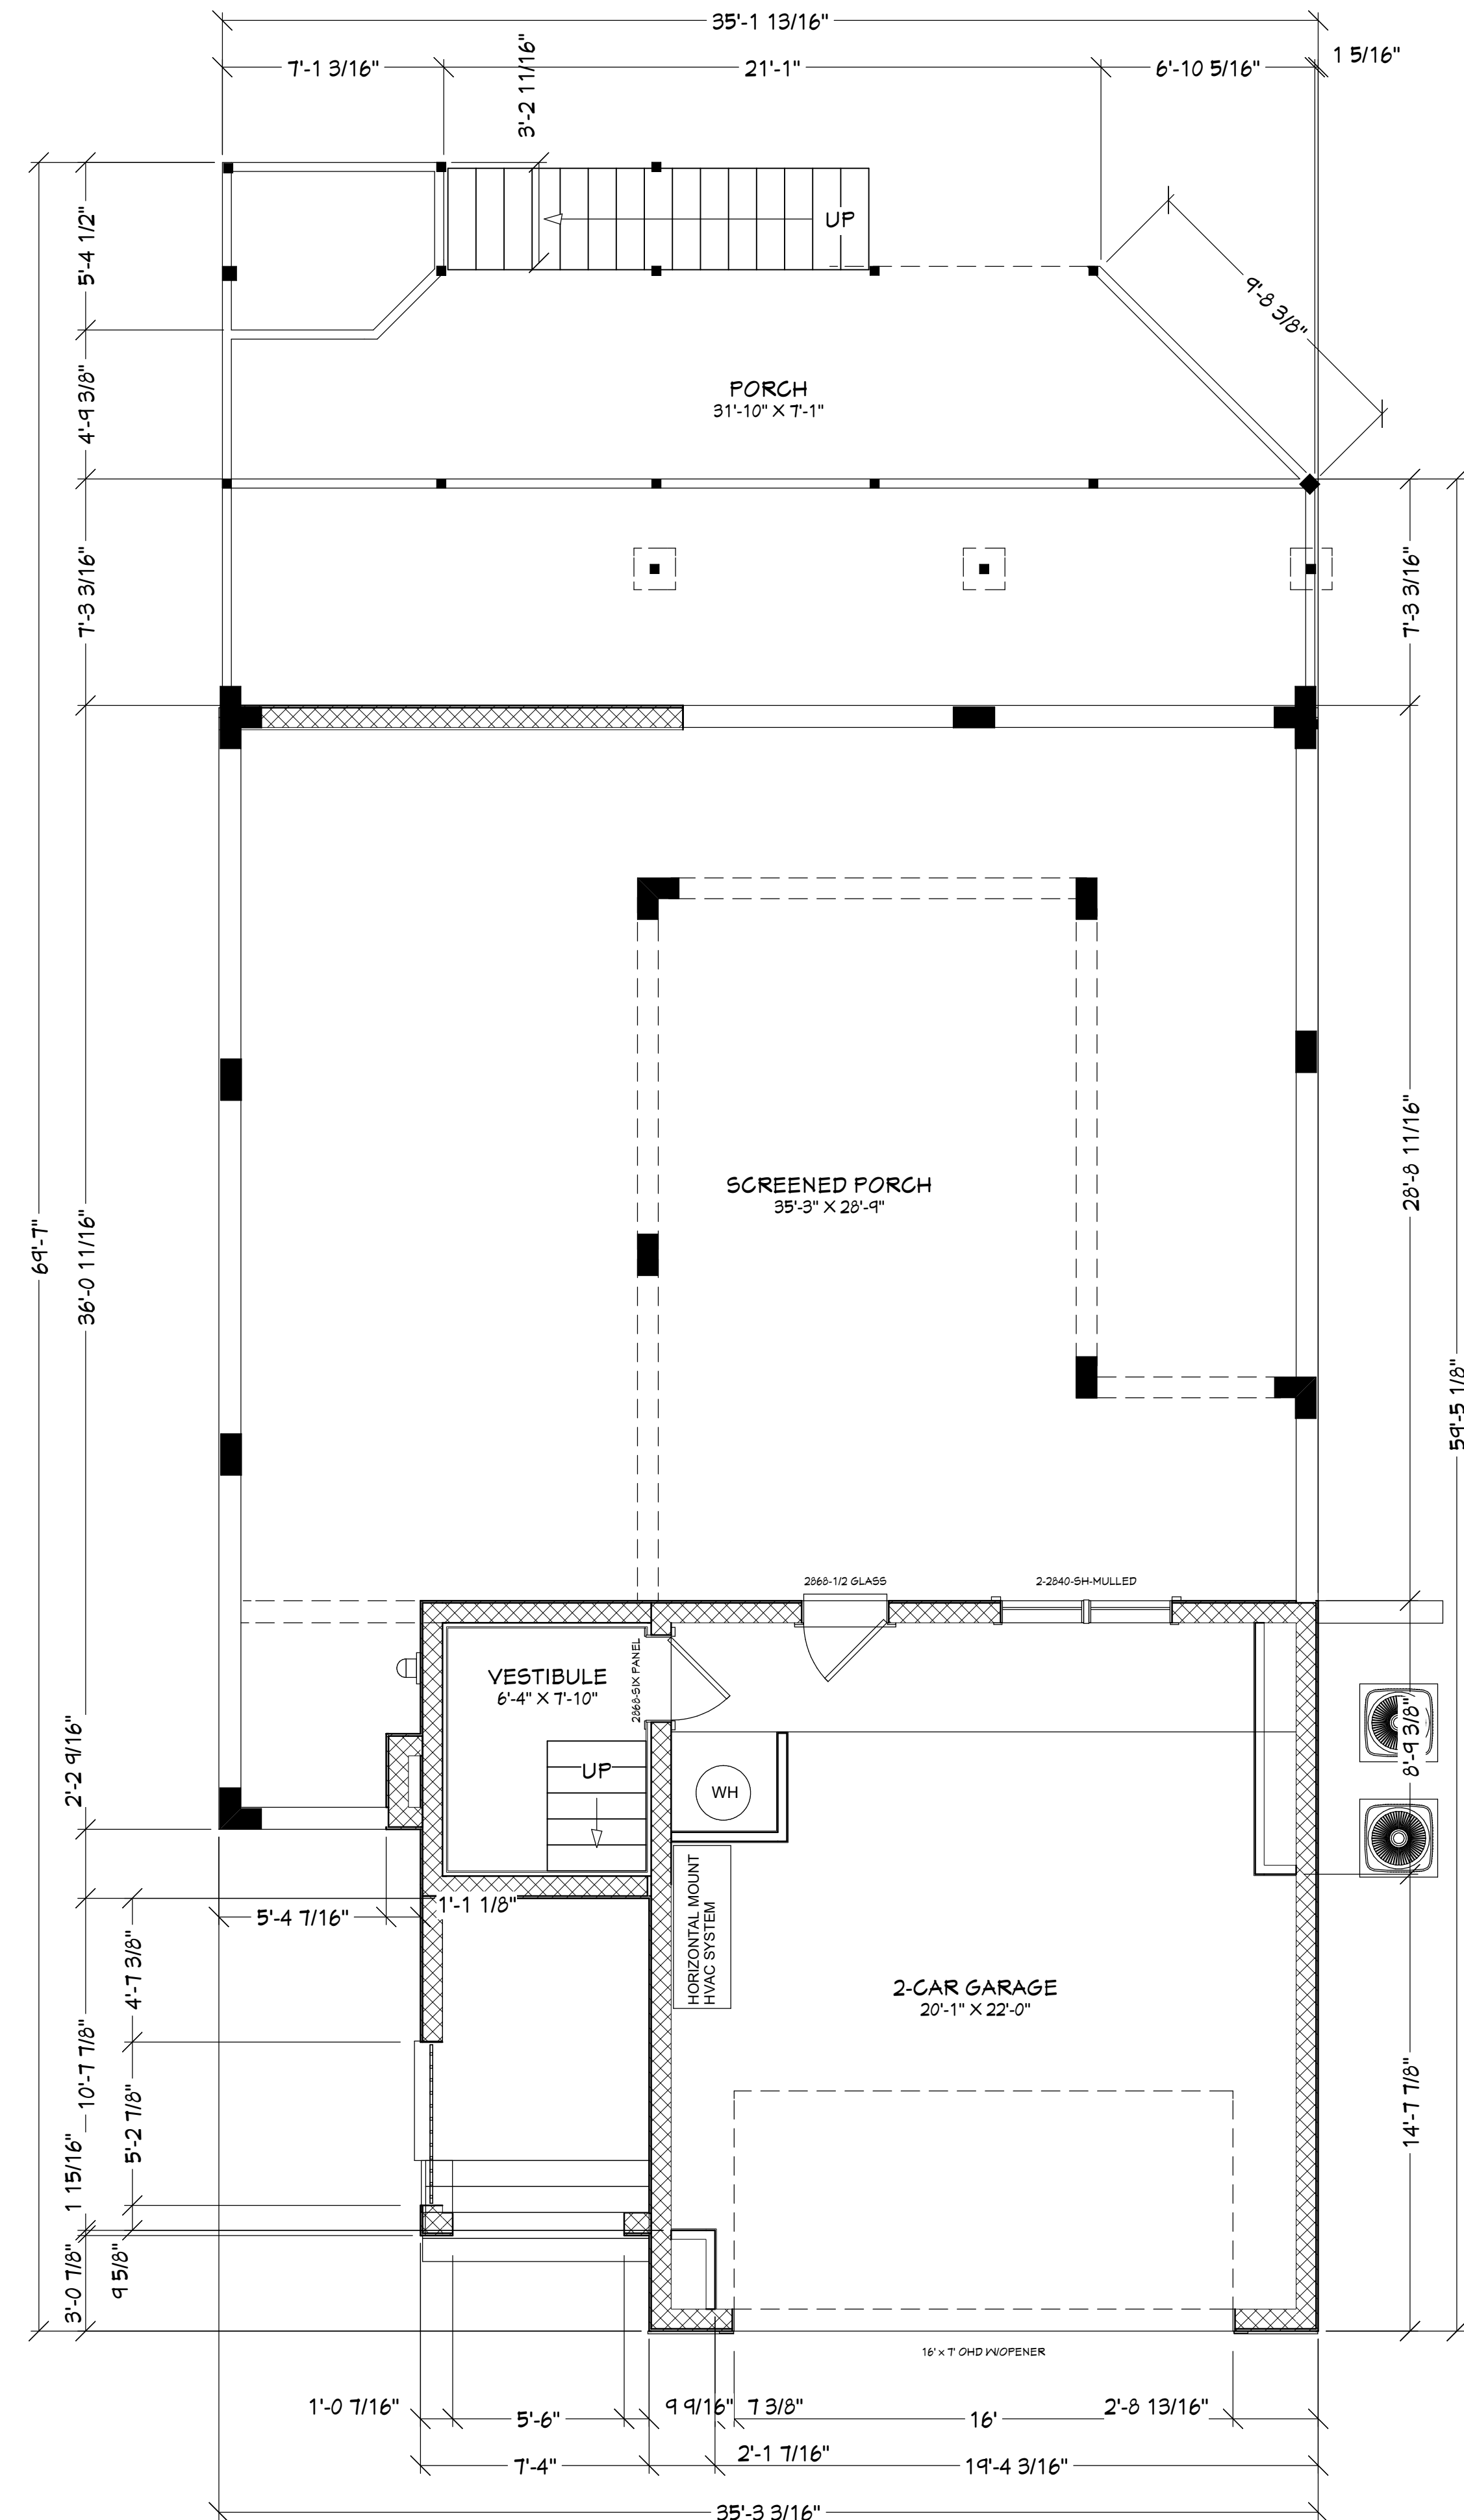 35'-1 13/16"
7'-1 3/16"
21'-1"
6'-10 5/16"
1 5/16"
3'-2 11/16"
UP
5'-4 1/2"
9'-8 3/8"
4'-9 3/8"
PORCH
31'-10" X 7'-1"
7'-3 3/16"
7'-3 3/16"
28'-8 11/16"
SCREENED PORCH
35'-3" X 28'-9"
69'-7"
36'-0 11/16"
59'-5 1/8"
2868-1/2 GLASS
2-2840-SH-MULLED
VESTIBULE
6'-4" X 7'-10"
2868-SIX PANEL
2'-2 9/16"
8'-9 3/8"
UP
WH
HORIZONTAL MOUNT
HVAC SYSTEM
1'-1 1/8"
5'-4 7/16"
4'-7 3/8"
2-CAR GARAGE
20'-1" X 22'-0"
10'-7 7/8"
5'-2 7/8"
14'-7 7/8"
1 15/16"
3'-0 7/8"
9 5/8"
16' x 7' OHD W/OPENER
1'-0 7/16"
5'-6"
9 9/16"
7 3/8"
16'
2'-8 13/16"
7'-4"
2'-1 7/16"
19'-4 3/16"
35'-3 3/16"